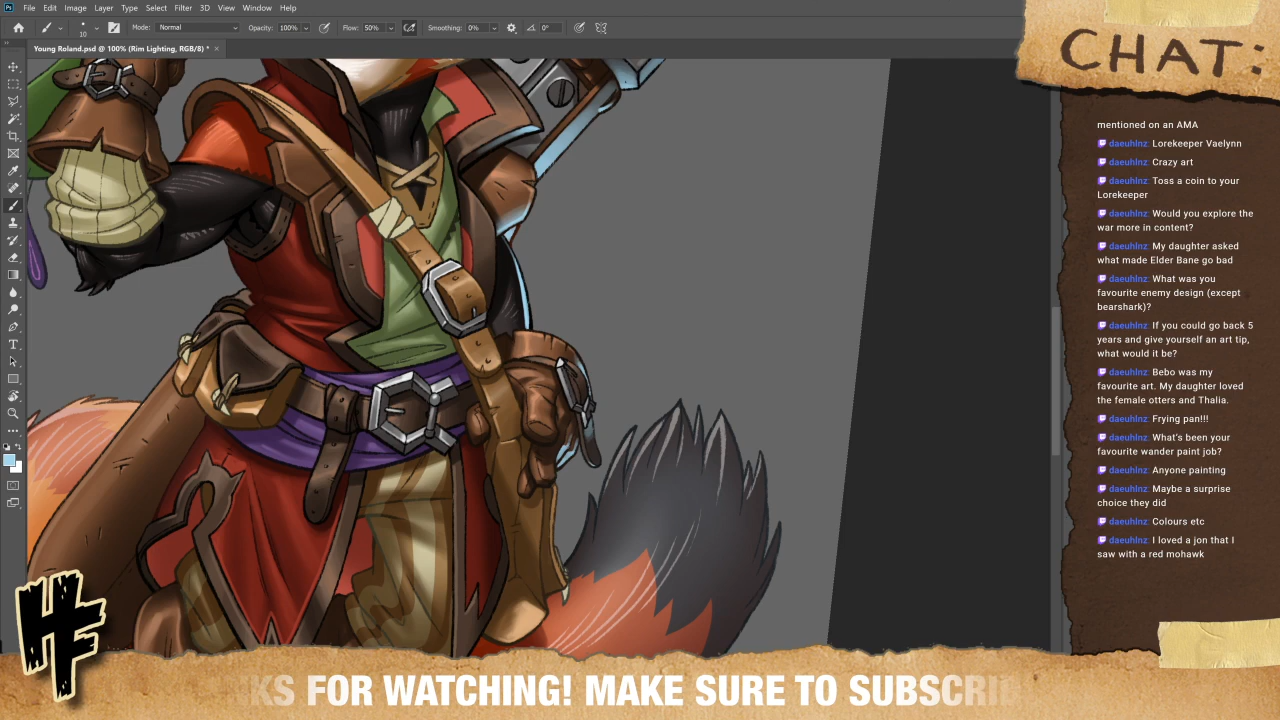 Ps File Edit Image Layer Type Select Filter 3D View Window Help
10 Mode: Normal Opacity: 100% Flow: 50% Smoothing: 0% 0°
Young Roland.psd @ 100% (Rim Lighting, RGB/8) * ×
CHAT:
mentioned on an AMA
daeuhlnz: Lorekeeper Vaelynn
daeuhlnz: Crazy art
daeuhlnz: Toss a coin to your
Lorekeeper
daeuhlnz: Would you explore the
war more in content?
daeuhlnz: My daughter asked
what made Elder Bane go bad
daeuhlnz: What was you
favourite enemy design (except
bearshark)?
daeuhlnz: If you could go back 5
years and give yourself an art tip,
what would it be?
daeuhlnz: Bebo was my
favourite art. My daughter loved
the female otters and Thalia.
daeuhlnz: Frying pan!!!
daeuhlnz: What's been your
favourite wander paint job?
daeuhlnz: Anyone painting
daeuhlnz: Maybe a surprise
choice they did
daeuhlnz: Colours etc
daeuhlnz: I loved a jon that I
saw with a red mohawk
HF
KS FOR WATCHING! MAKE SURE TO SUBSCRI